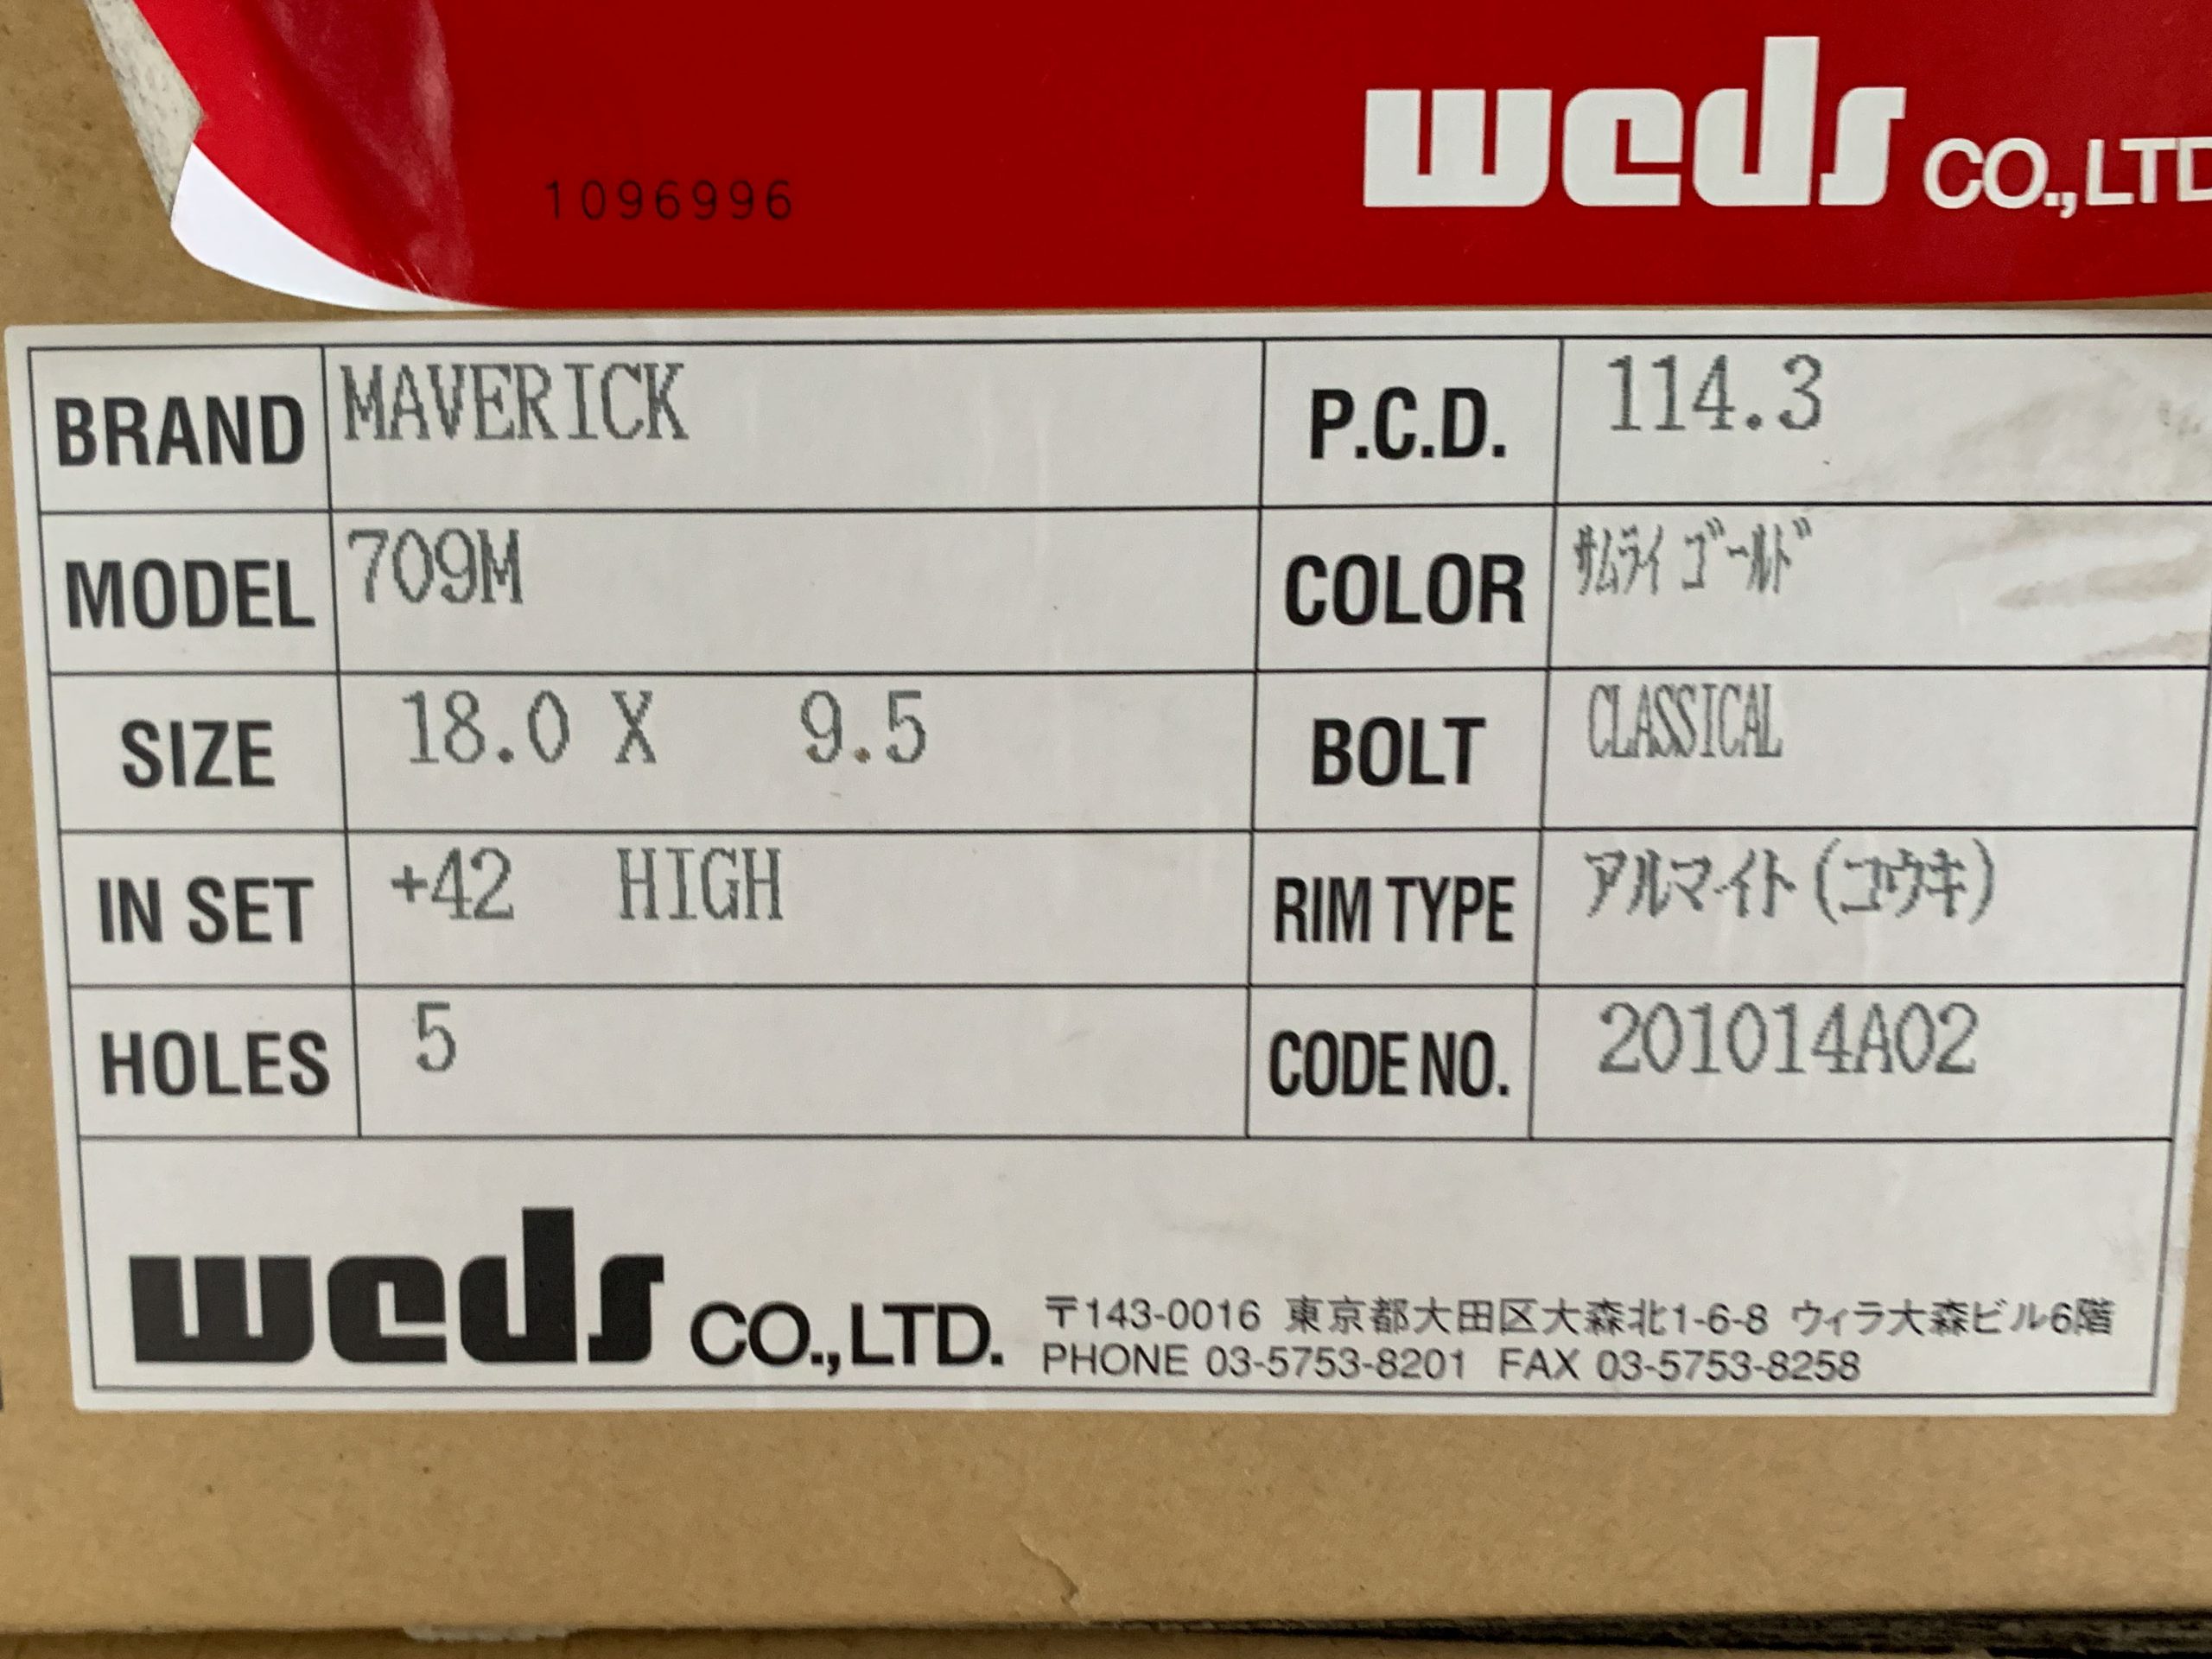 weds CO.,LTD
1096996
BRAND MAVERICK P.C.D. 114.3
MODEL 709M COLOR ｻﾑﾗｲ ｺﾞｰﾙﾄﾞ
SIZE 18.0 X 9.5 BOLT CLASSICAL
IN SET +42 HIGH RIM TYPE アルマイト(コウキ)
HOLES 5 CODE NO. 201014A02
weds CO.,LTD. 〒143-0016 東京都大田区大森北1-6-8 ウィラ大森ビル6階
PHONE 03-5753-8201 FAX 03-5753-8258